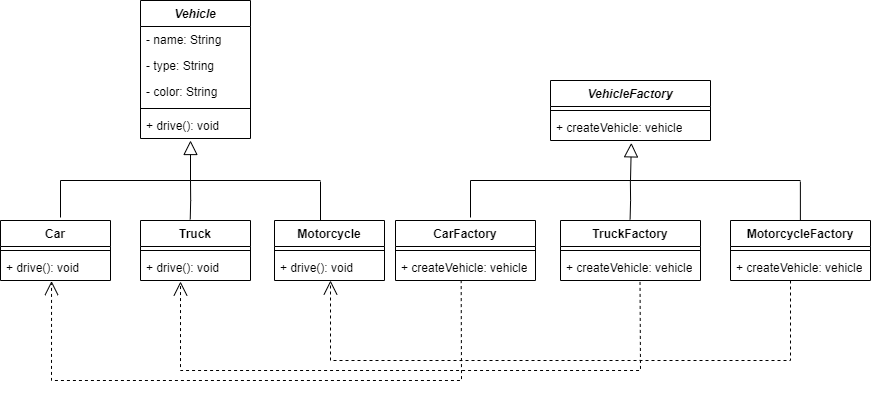 Vehicle
- name: String
- type: String
- color: String
+ drive(): void
VehicleFactory
+ createVehicle: vehicle
Car
+ drive(): void
Truck
+ drive(): void
Motorcycle
+ drive(): void
CarFactory
+ createVehicle: vehicle
TruckFactory
+ createVehicle: vehicle
MotorcycleFactory
+ createVehicle: vehicle